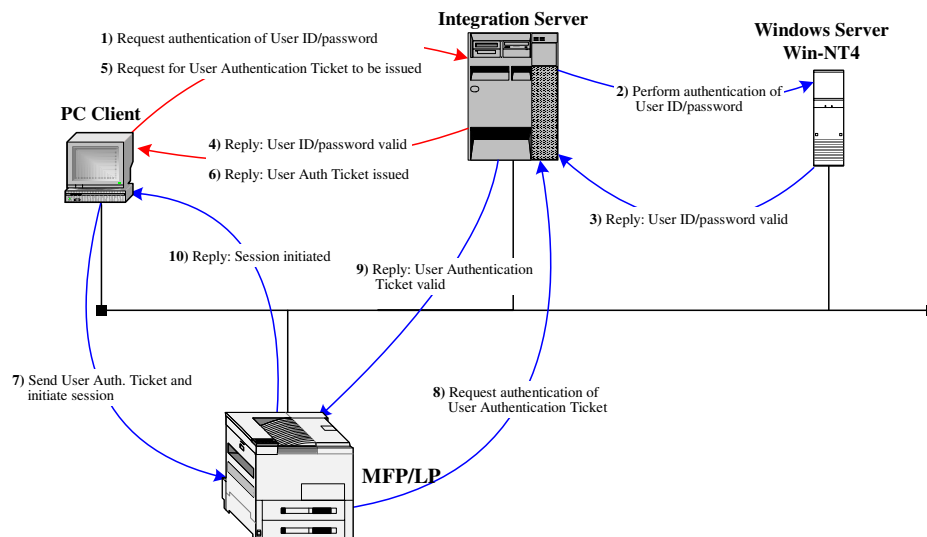 Integration Server
1) Request authentication of User ID/password
5) Request for User Authentication Ticket to be issued
Windows Server
Win-NT4
2) Perform authentication of
User ID/password
PC Client
4) Reply: User ID/password valid
6) Reply: User Auth Ticket issued
3) Reply: User ID/password valid
10) Reply: Session initiated
9) Reply: User Authentication
Ticket valid
7) Send User Auth. Ticket and
initiate session
8) Request authentication of
User Authentication Ticket
MFP/LP